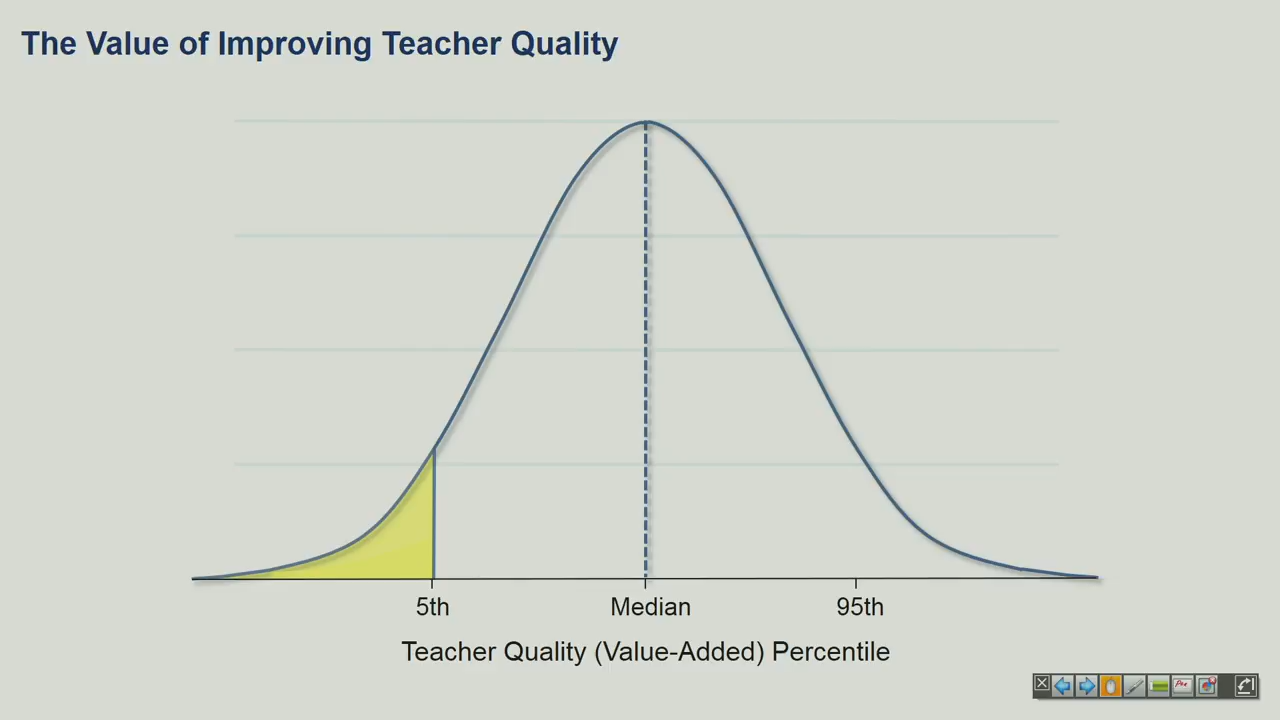 The Value of Improving Teacher Quality
5th Median 95th
Teacher Quality (Value-Added) Percentile